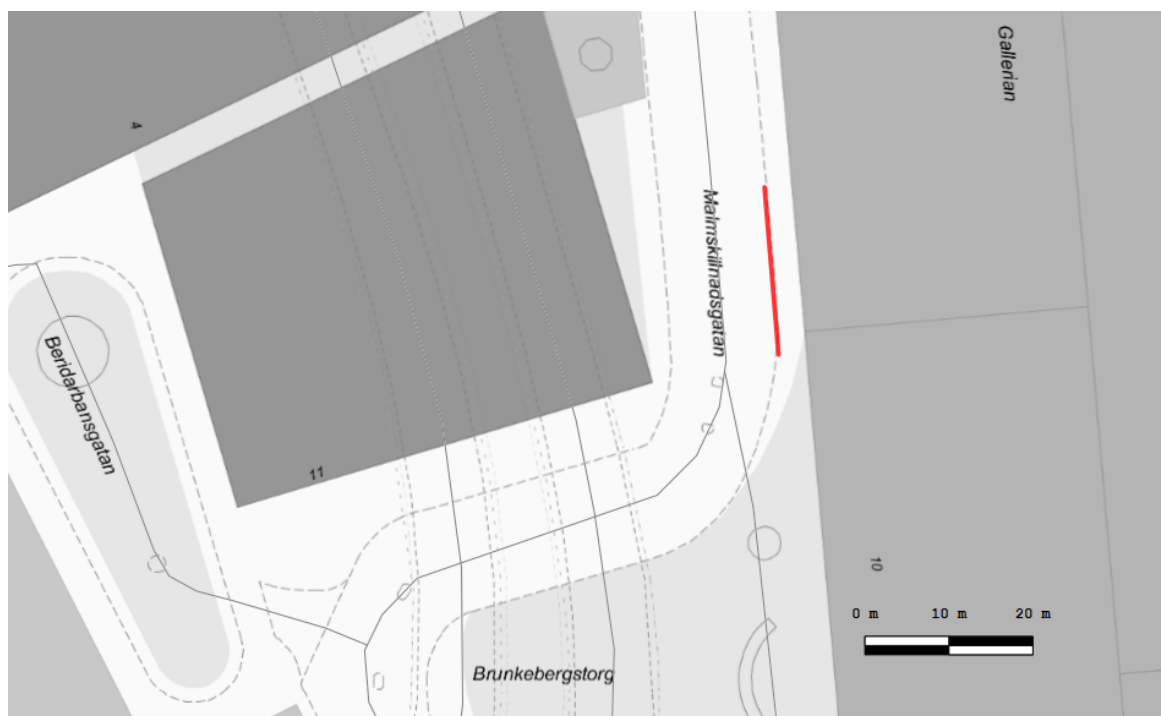 Gallerian
4
Malmskillnadsgatan
Beridarbansgatan
11
10
0 m 10 m 20 m
Brunkebergstorg